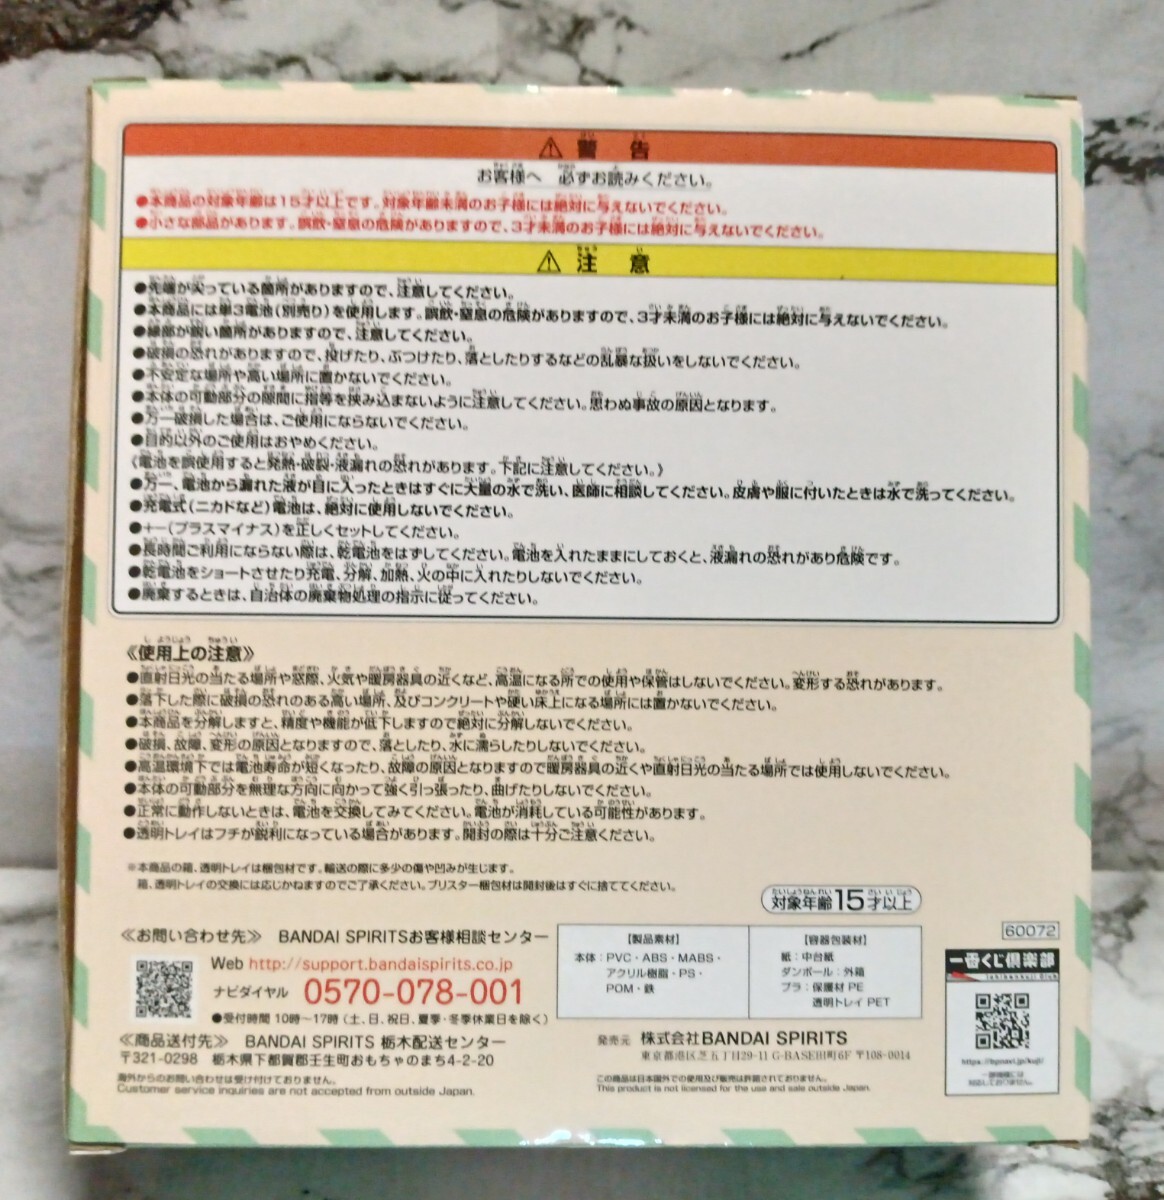 ⚠ 警告
お客様へ 必ずお読みください。
●本商品の対象年齢は15才以上です。対象年齢未満のお子様には絶対に与えないでください。
●小さな部品があります。誤飲・窒息の危険がありますので、3才未満のお子様には絶対に与えないでください。
⚠ 注意
●先端が尖っている箇所がありますので、注意してください。
●本商品には単3電池(別売り)を使用します。誤飲・窒息の危険がありますので、3才未満のお子様には絶対に与えないでください。
●縁部が鋭い箇所がありますので、注意してください。
●破損の恐れがありますので、投げたり、ぶつけたり、落としたりするなどの乱暴な扱いをしないでください。
●不安定な場所や高い場所に置かないでください。
●本体の可動部分の隙間に指等を挟み込まないように注意してください。思わぬ事故の原因となります。
●万一破損した場合は、ご使用にならないでください。
●目的以外のご使用はおやめください。
《電池を誤使用すると発熱・破裂・液漏れの恐れがあります。下記に注意してください。》
●万一、電池から漏れた液が目に入ったときはすぐに大量の水で洗い、医師に相談してください。皮膚や服に付いたときは水で洗ってください。
●充電式(ニカドなど)電池は、絶対に使用しないでください。
●+−(プラスマイナス)を正しくセットしてください。
●長時間ご利用にならない際は、乾電池をはずしてください。電池を入れたままにしておくと、液漏れの恐れがあり危険です。
●乾電池をショートさせたり充電、分解、加熱、火の中に入れたりしないでください。
●廃棄するときは、自治体の廃棄物処理の指示に従ってください。
《使用上の注意》
●直射日光の当たる場所や窓際、火気や暖房器具の近くなど、高温になる所での使用や保管はしないでください。変形する恐れがあります。
●落下した際に破損の恐れのある高い場所、及びコンクリートや硬い床上になる場所には置かないでください。
●本商品を分解しますと、精度や機能が低下しますので絶対に分解しないでください。
●破損、故障、変形の原因となりますので、落としたり、水に濡らしたりしないでください。
●高温環境下では電池寿命が短くなったり、故障の原因となりますので暖房器具の近くや直射日光の当たる場所では使用しないでください。
●本体の可動部分を無理な方向に向かって強く引っ張ったり、曲げたりしないでください。
●正常に動作しないときは、電池を交換してみてください。電池が消耗している可能性があります。
●透明トレイはフチが鋭利になっている場合があります。開封の際は十分ご注意ください。
※本商品の箱、透明トレイは梱包材です。輸送の際に多少の傷や凹みが生じます。
箱、透明トレイの交換には応じかねますのでご了承ください。ブリスター梱包材は開封後はすぐに捨ててください。
対象年齢15才以上
《お問い合わせ先》 BANDAI SPIRITSお客様相談センター
Web http://support.bandaispirits.co.jp
ナビダイヤル 0570-078-001
●受付時間 10時〜17時(土、日、祝日、夏季・冬季休業日を除く)
《商品送付先》 BANDAI SPIRITS 栃木配送センター
〒321-0298 栃木県下都賀郡壬生町おもちゃのまち4-2-20
海外からのお問い合わせは受け付けておりません。
Customer service inquiries are not accepted from outside Japan.
【製品素材】
本体:PVC・ABS・MABS・
アクリル樹脂・PS・
POM・鉄
【容器包装材】
紙:中台紙
ダンボール:外箱
プラ:保護材 PE
透明トレイ PET
発売元 株式会社BANDAI SPIRITS
東京都港区芝五丁目29-11 G-BASE田町6F 〒108-0014
この商品は日本国外での使用及び販売は許諾されておりません。
This product is not licensed for the use and sale outside Japan.
60072
一番くじ倶楽部
Ichibankuji Club
https://bpnavi.jp/kuji/
一部機種には
対応しておりません。